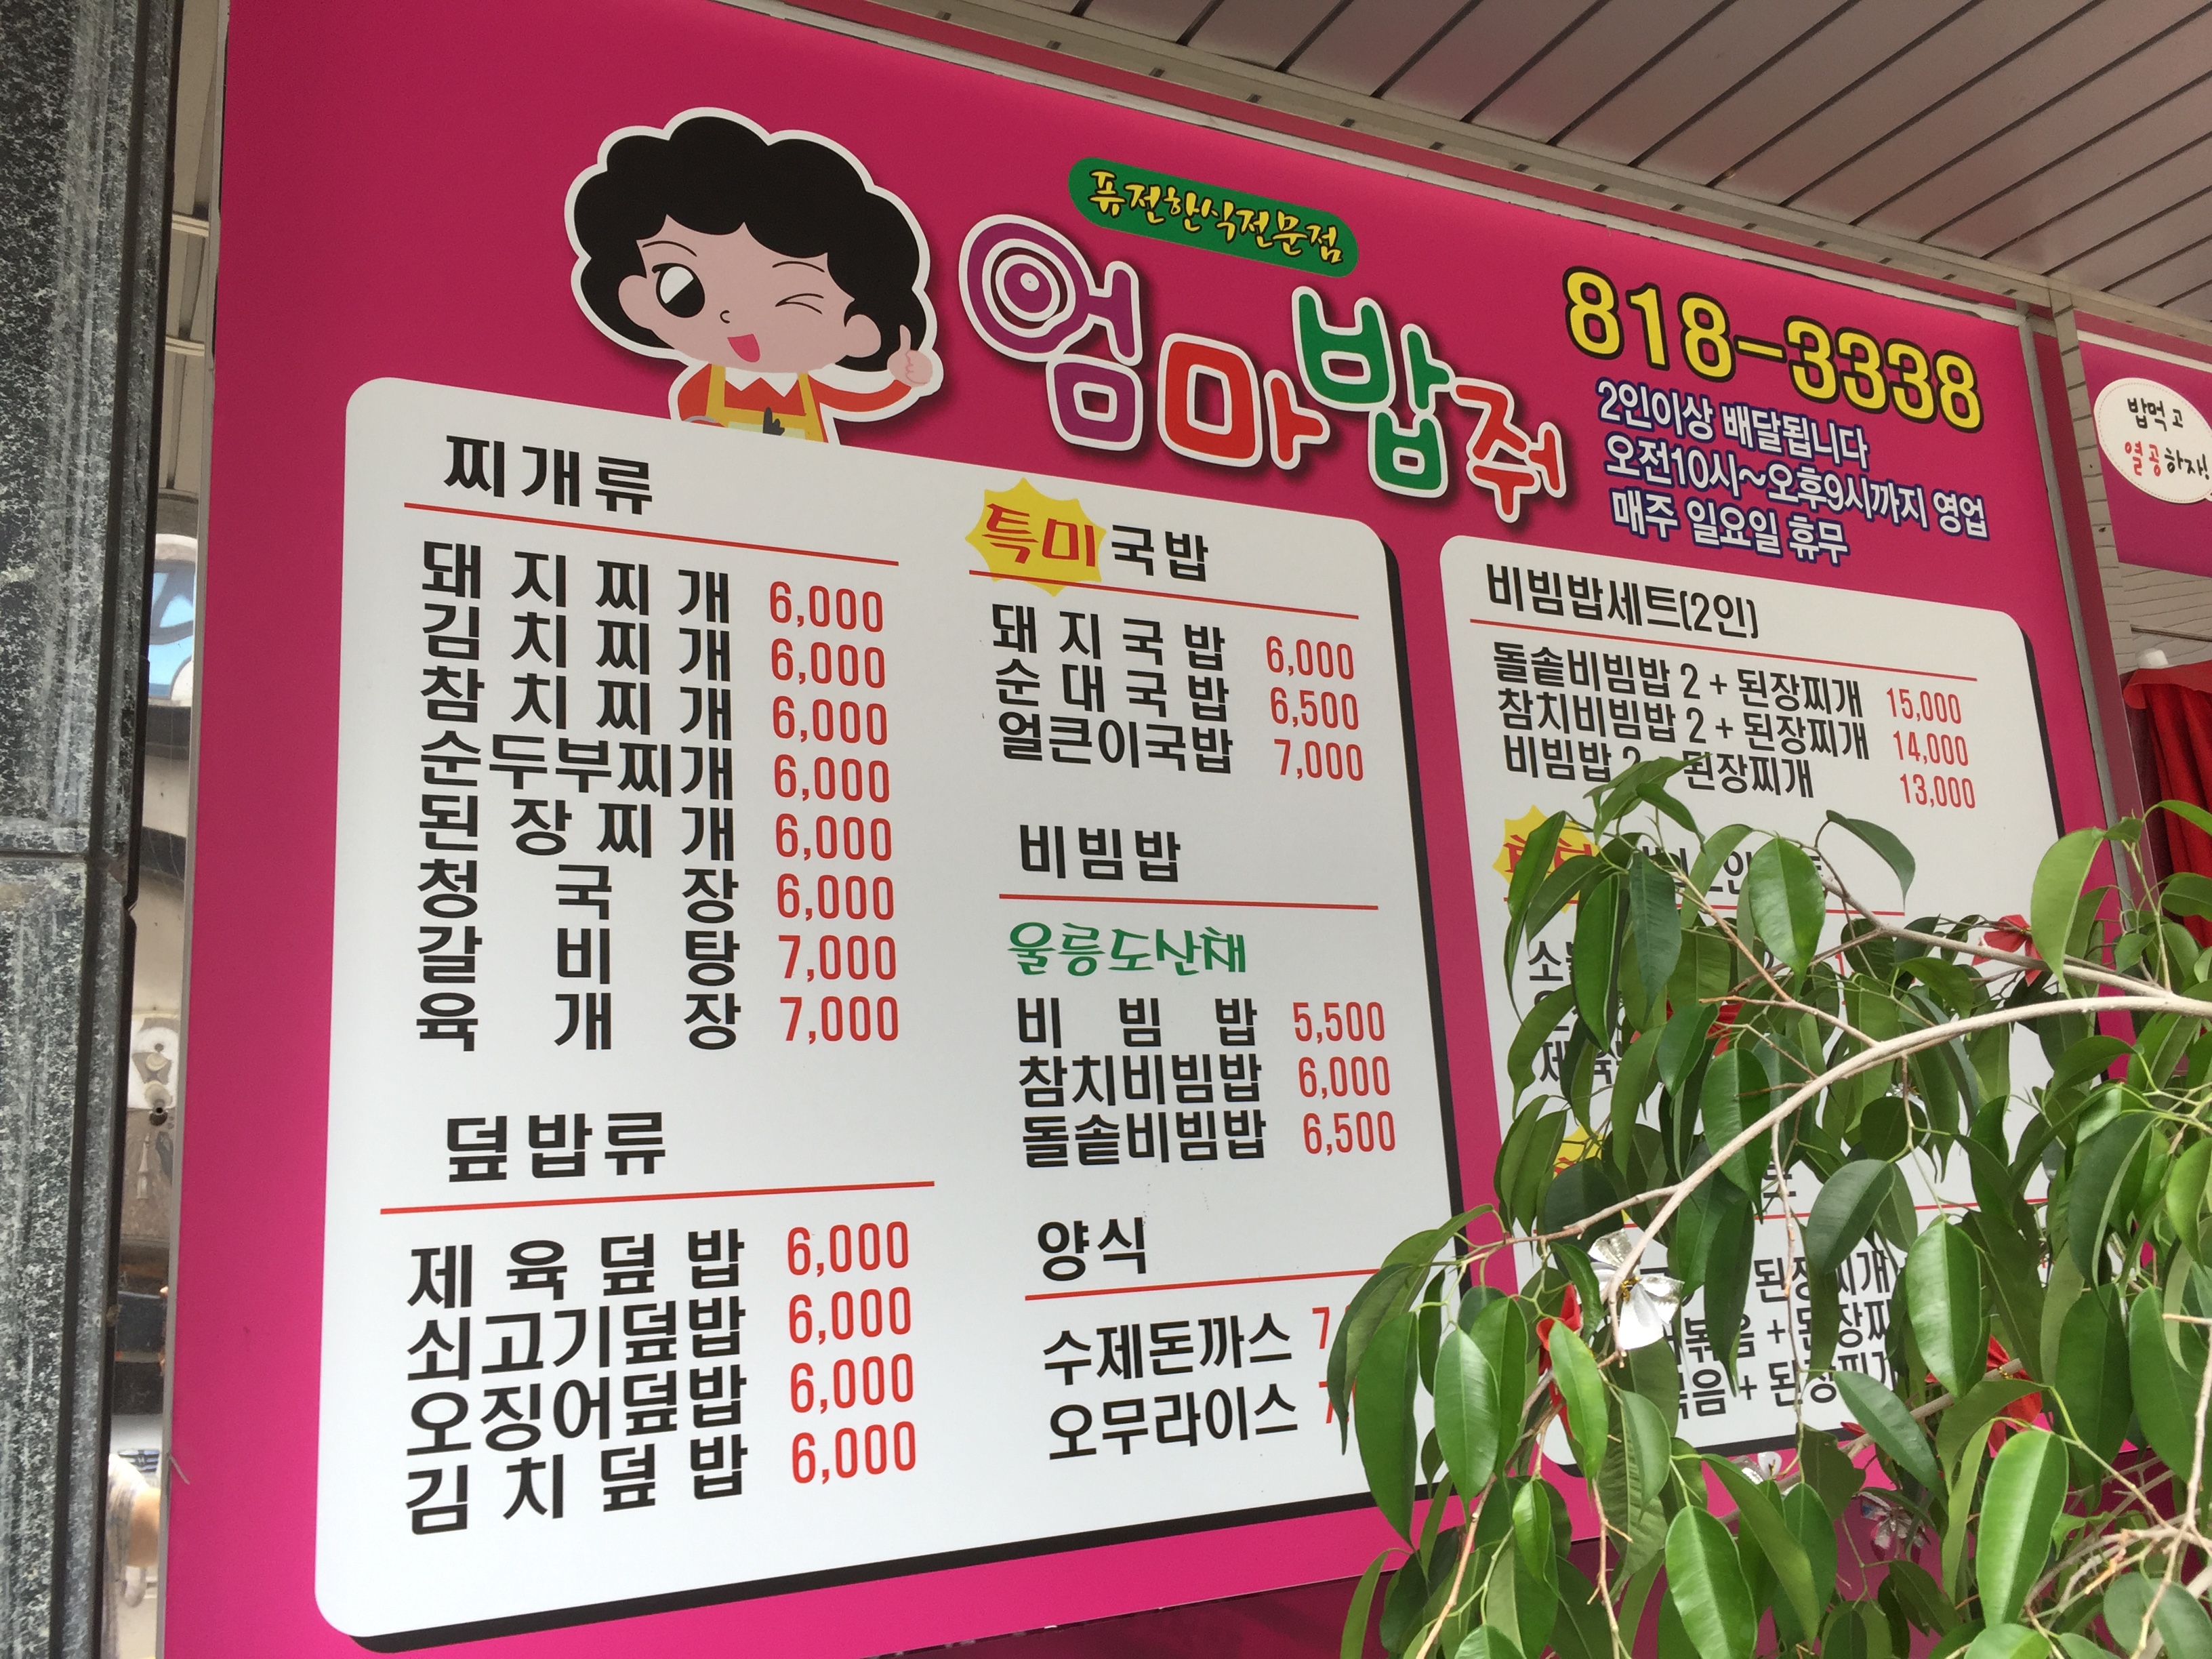 퓨전한식전문점
엄마밥줘
818-3338
2인이상 배달됩니다
오전10시~오후9시까지 영업
매주 일요일 휴무
밥먹고
열공하자!
찌개류
돼지찌개 6,000
김치찌개 6,000
참치찌개 6,000
순두부찌개 6,000
된장찌개 6,000
청국장 6,000
갈비탕 7,000
육개장 7,000
덮밥류
제육덮밥 6,000
쇠고기덮밥 6,000
오징어덮밥 6,000
김치덮밥 6,000
특미국밥
돼지국밥 6,000
순대국밥 6,500
얼큰이국밥 7,000
비빔밥
울릉도산채
비빔밥 5,500
참치비빔밥 6,000
돌솥비빔밥 6,500
양식
수제돈까스
오무라이스
비빔밥세트(2인)
돌솥비빔밥 2 + 된장찌개 15,000
참치비빔밥 2 + 된장찌개 14,000
비빔밥 2 된장찌개 13,000
된장찌개
+ 된장찌
+ 된장찌개